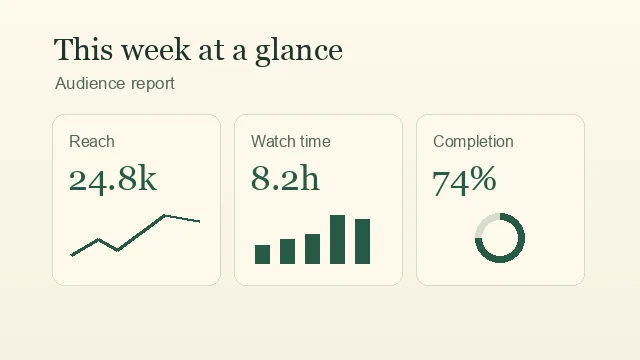 This week at a glance
Audience report
Reach
24.8k
Watch time
8.2h
Completion
74%